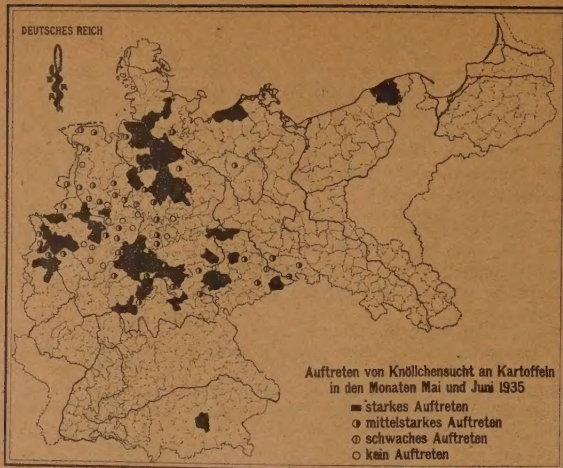 DEUTSCHES REICH
Auftreten von Knöllchensucht an Kartoffeln
in den Monaten Mai und Juni 1935
starkes Auftreten
mittelstarkes Auftreten
schwaches Auftreten
kein Auftreten